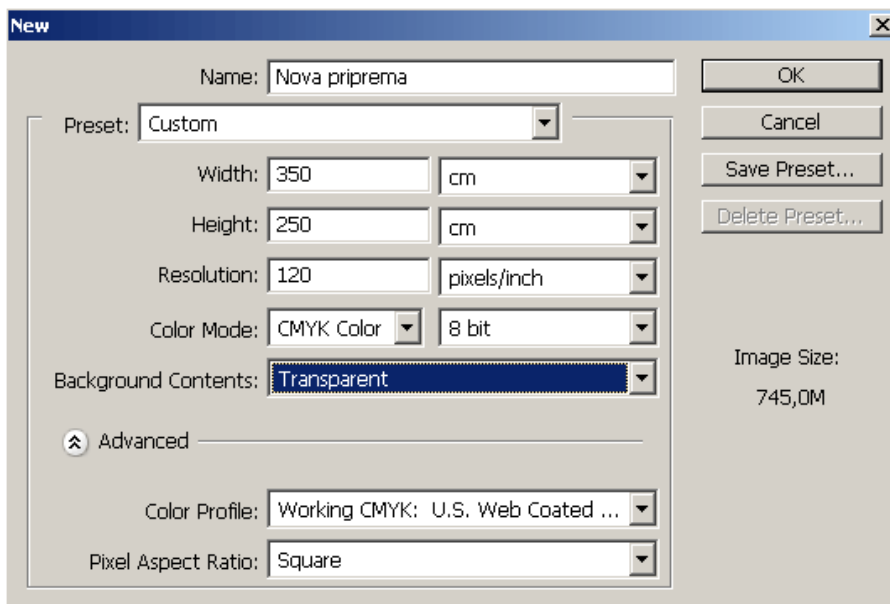 New
Name: Nova priprema
OK
Preset: Custom
Cancel
Width: 350 cm
Save Preset...
Height: 250 cm
Delete Preset...
Resolution: 120 pixels/inch
Color Mode: CMYK Color 8 bit
Image Size:
Background Contents: Transparent
745,0M
Advanced
Color Profile: Working CMYK: U.S. Web Coated ...
Pixel Aspect Ratio: Square